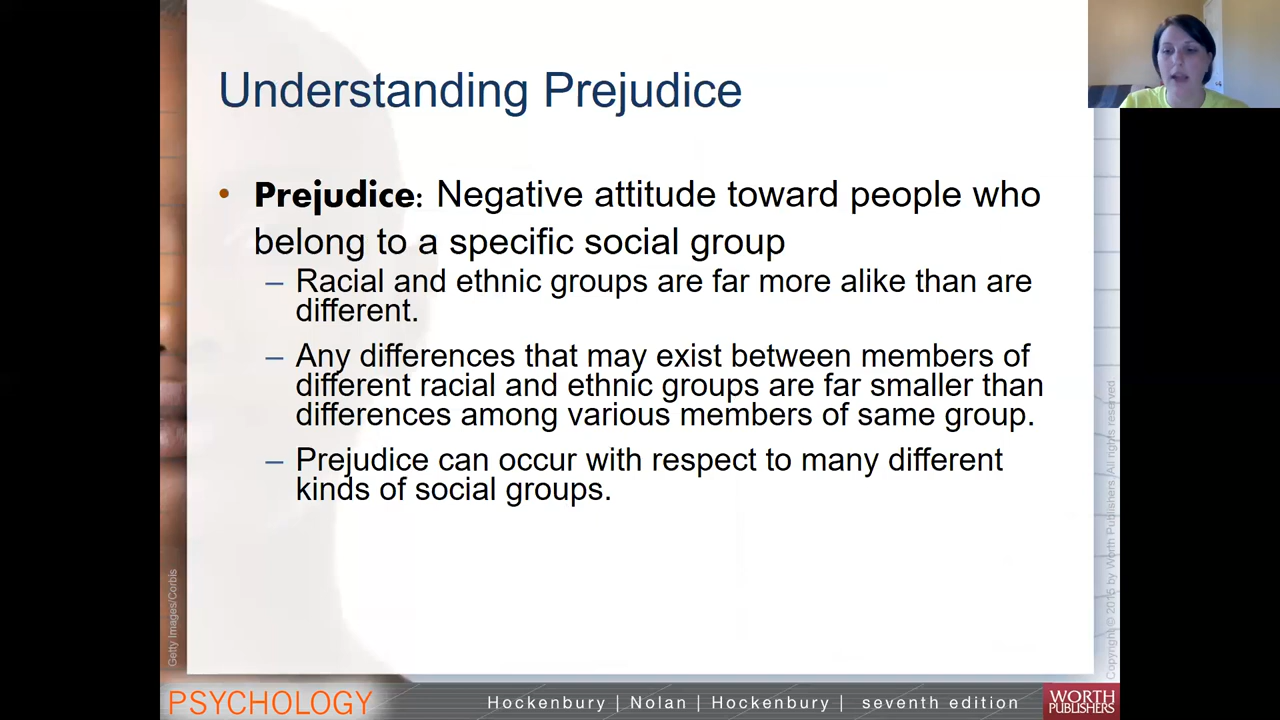 Understanding Prejudice
• Prejudice: Negative attitude toward people who
belong to a specific social group
– Racial and ethnic groups are far more alike than are
different.
– Any differences that may exist between members of
different racial and ethnic groups are far smaller than
differences among various members of same group.
– Prejudice can occur with respect to many different
kinds of social groups.
Getty Images/Corbis
Copyright © 2015 by Worth Publishers. All rights reserved
PSYCHOLOGY
Hockenbury | Nolan | Hockenbury | seventh edition
WORTH
PUBLISHERS